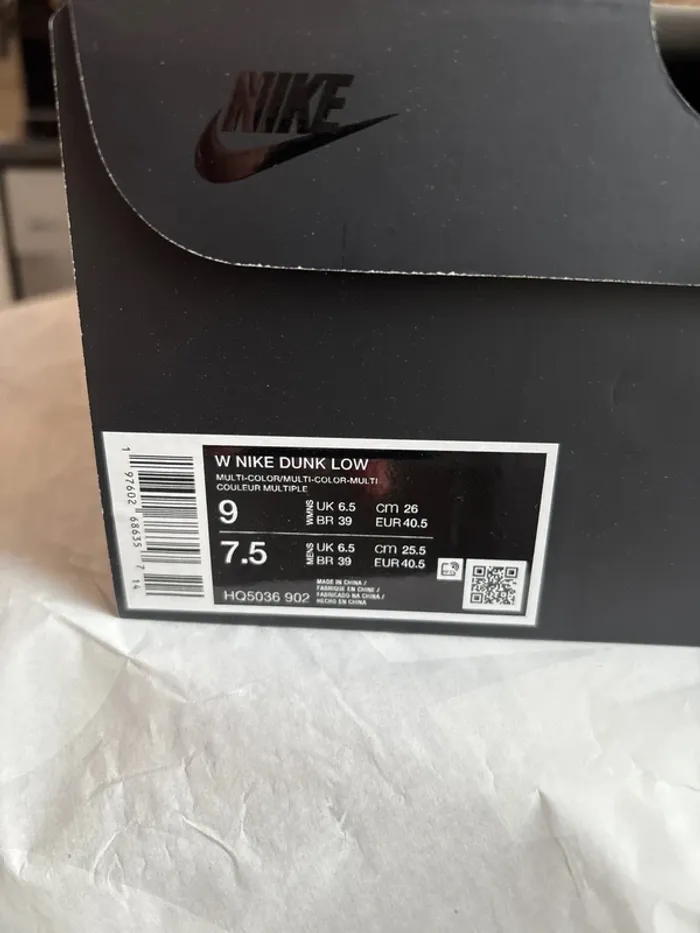 NIKE
W NIKE DUNK LOW
MULTI-COLOR/MULTI-COLOR-MULTI
COULEUR MULTIPLE
9 WMNS UK 6.5 cm 26
BR 39 EUR 40.5
7.5 MENS UK 6.5 cm 25.5
BR 39 EUR 40.5
HQ5036 902
MADE IN CHINA /
FABRIQUÉ EN CHINE /
FABRICADO NA CHINA /
HECHO EN CHINA
1 97602 68635 7 14